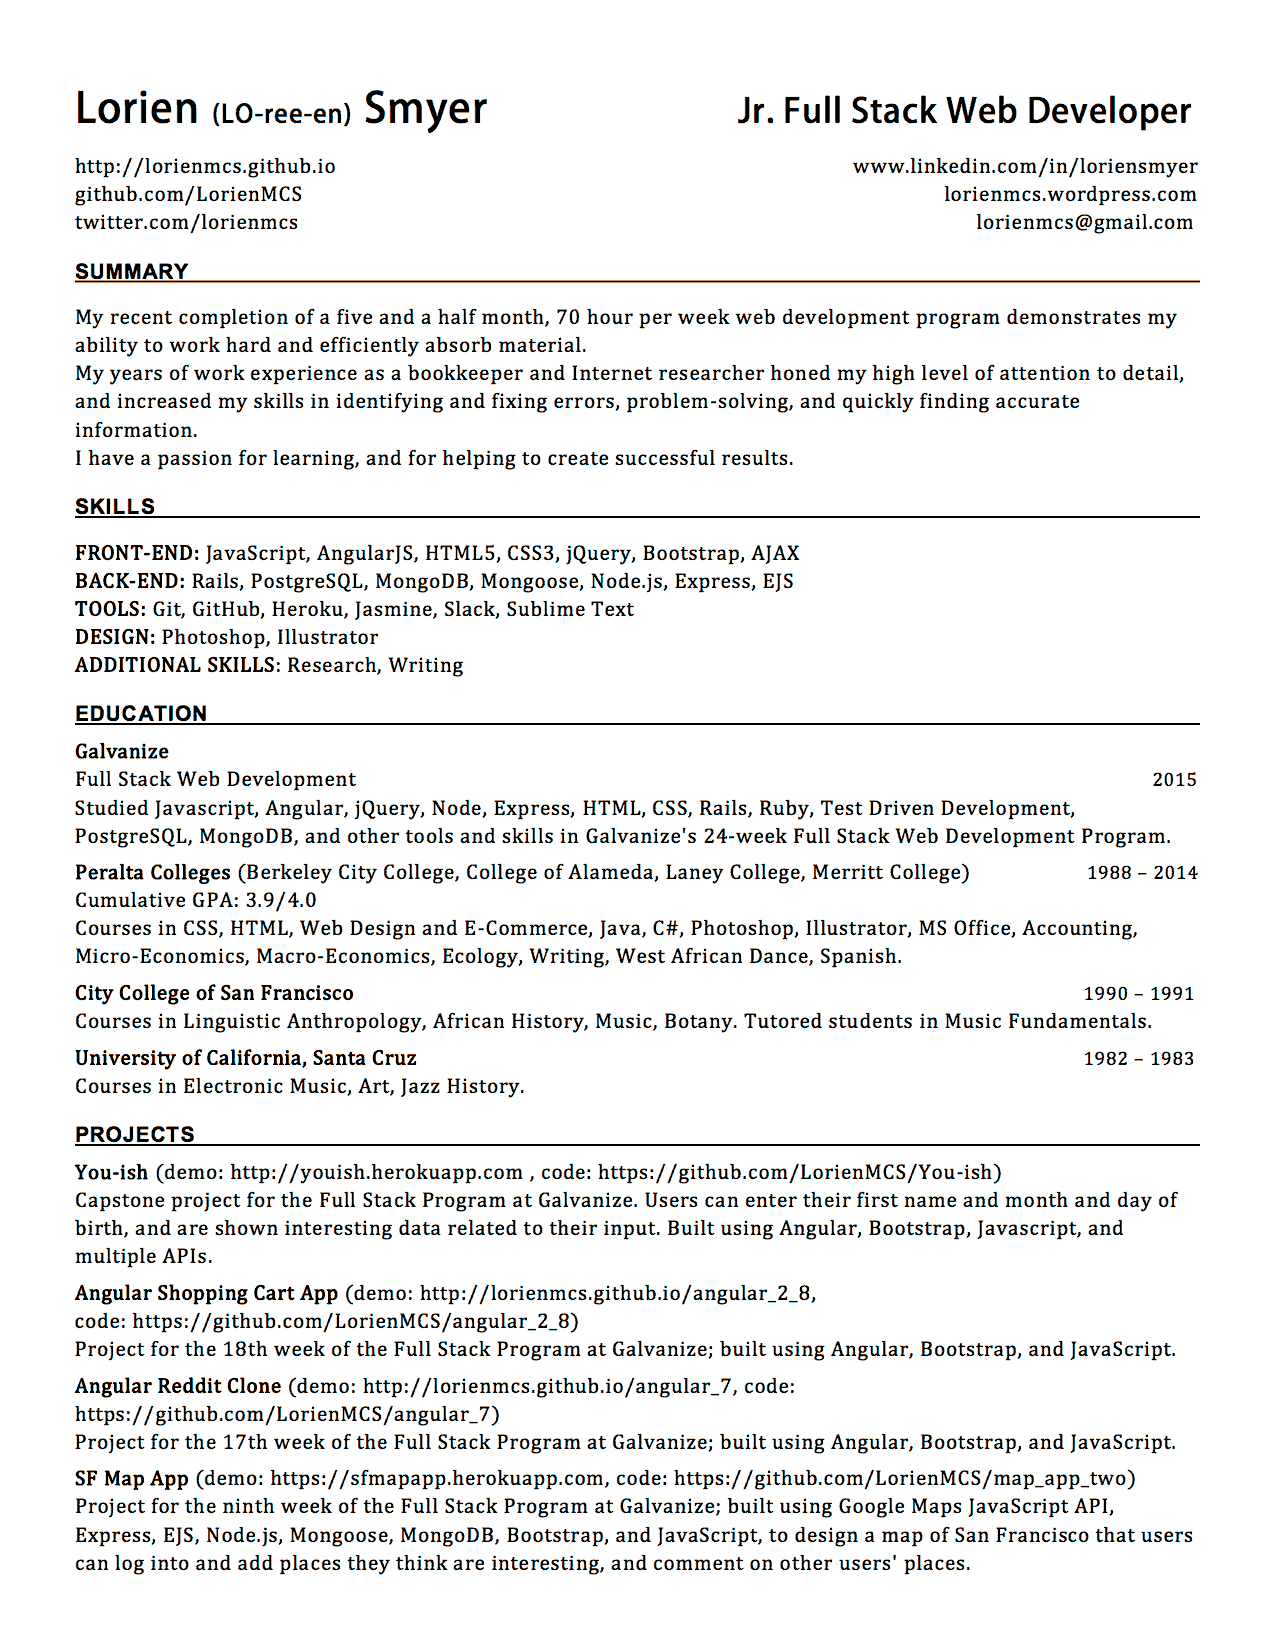 Lorien (LO-ree-en) Smyer Jr. Full Stack Web Developer
http://lorienmcs.github.io www.linkedin.com/in/loriensmyer
github.com/LorienMCS lorienmcs.wordpress.com
twitter.com/lorienmcs lorienmcs@gmail.com
SUMMARY
My recent completion of a five and a half month, 70 hour per week web development program demonstrates my
ability to work hard and efficiently absorb material.
My years of work experience as a bookkeeper and Internet researcher honed my high level of attention to detail,
and increased my skills in identifying and fixing errors, problem-solving, and quickly finding accurate
information.
I have a passion for learning, and for helping to create successful results.
SKILLS
FRONT-END: JavaScript, AngularJS, HTML5, CSS3, jQuery, Bootstrap, AJAX
BACK-END: Rails, PostgreSQL, MongoDB, Mongoose, Node.js, Express, EJS
TOOLS: Git, GitHub, Heroku, Jasmine, Slack, Sublime Text
DESIGN: Photoshop, Illustrator
ADDITIONAL SKILLS: Research, Writing
EDUCATION
Galvanize
Full Stack Web Development 2015
Studied Javascript, Angular, jQuery, Node, Express, HTML, CSS, Rails, Ruby, Test Driven Development,
PostgreSQL, MongoDB, and other tools and skills in Galvanize's 24-week Full Stack Web Development Program.
Peralta Colleges (Berkeley City College, College of Alameda, Laney College, Merritt College) 1988 – 2014
Cumulative GPA: 3.9/4.0
Courses in CSS, HTML, Web Design and E-Commerce, Java, C#, Photoshop, Illustrator, MS Office, Accounting,
Micro-Economics, Macro-Economics, Ecology, Writing, West African Dance, Spanish.
City College of San Francisco 1990 – 1991
Courses in Linguistic Anthropology, African History, Music, Botany. Tutored students in Music Fundamentals.
University of California, Santa Cruz 1982 – 1983
Courses in Electronic Music, Art, Jazz History.
PROJECTS
You-ish (demo: http://youish.herokuapp.com , code: https://github.com/LorienMCS/You-ish)
Capstone project for the Full Stack Program at Galvanize. Users can enter their first name and month and day of
birth, and are shown interesting data related to their input. Built using Angular, Bootstrap, Javascript, and
multiple APIs.
Angular Shopping Cart App (demo: http://lorienmcs.github.io/angular_2_8,
code: https://github.com/LorienMCS/angular_2_8)
Project for the 18th week of the Full Stack Program at Galvanize; built using Angular, Bootstrap, and JavaScript.
Angular Reddit Clone (demo: http://lorienmcs.github.io/angular_7, code:
https://github.com/LorienMCS/angular_7)
Project for the 17th week of the Full Stack Program at Galvanize; built using Angular, Bootstrap, and JavaScript.
SF Map App (demo: https://sfmapapp.herokuapp.com, code: https://github.com/LorienMCS/map_app_two)
Project for the ninth week of the Full Stack Program at Galvanize; built using Google Maps JavaScript API,
Express, EJS, Node.js, Mongoose, MongoDB, Bootstrap, and JavaScript, to design a map of San Francisco that users
can log into and add places they think are interesting, and comment on other users' places.